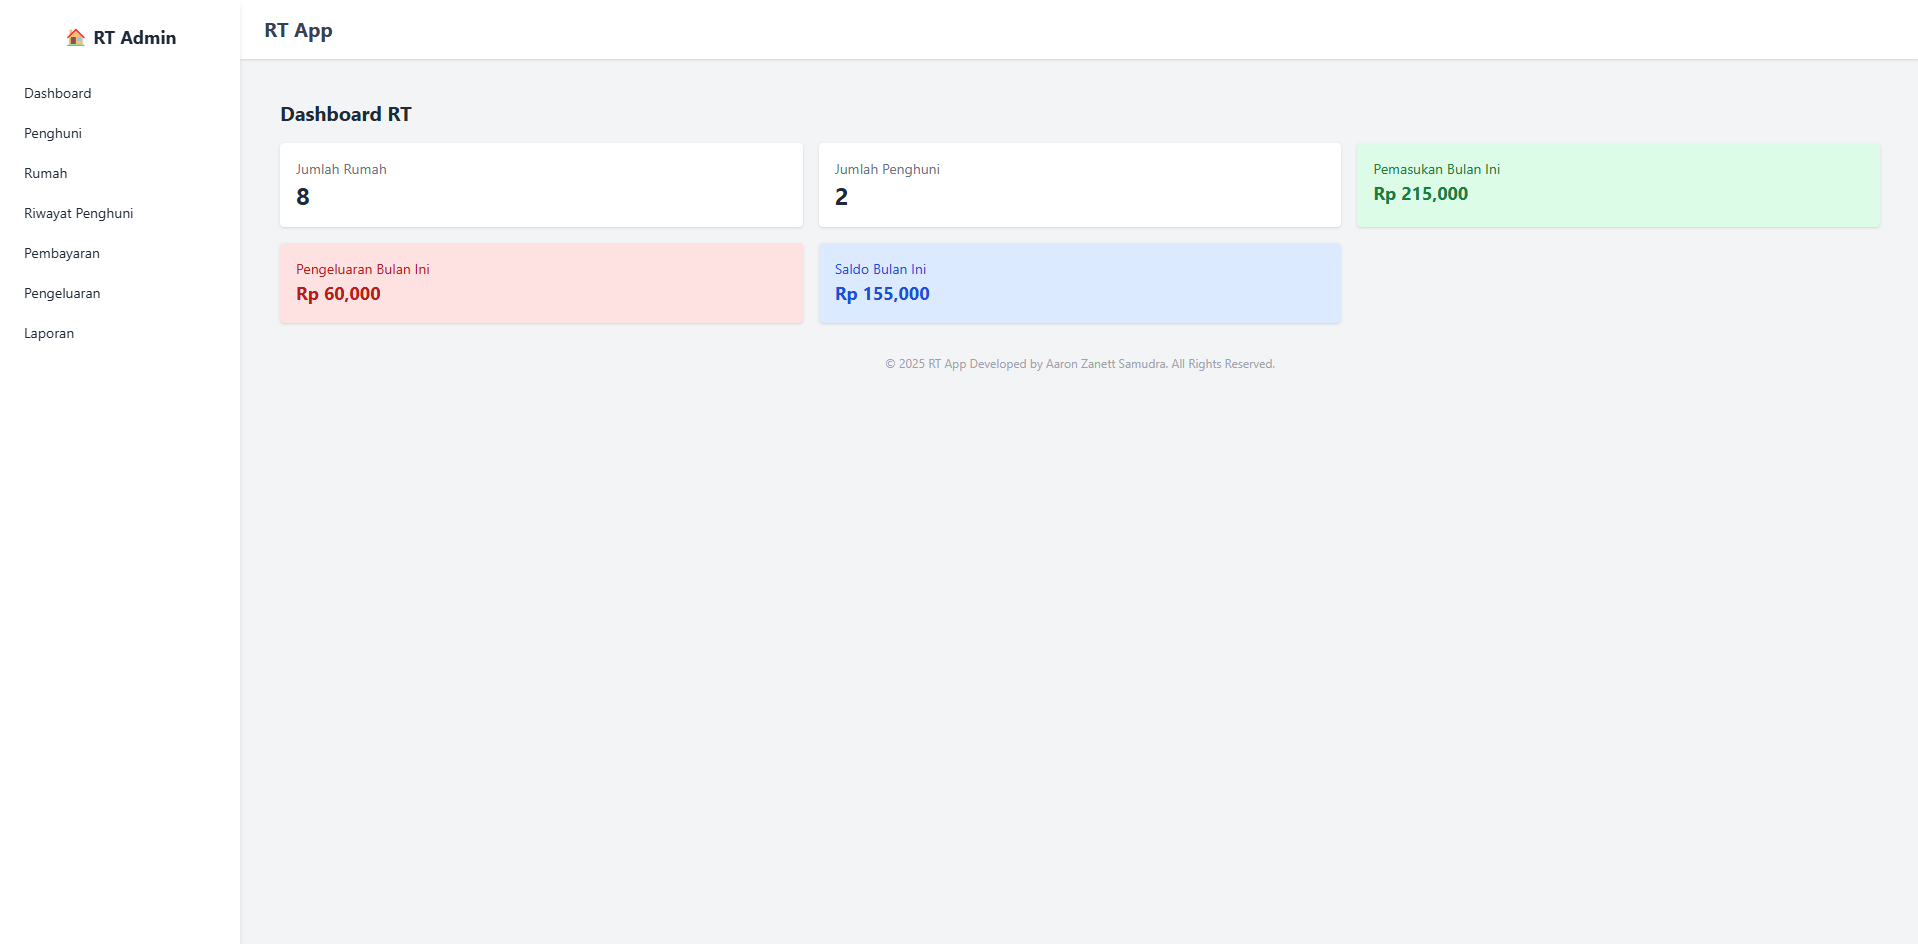 RT Admin
Dashboard
Penghuni
Rumah
Riwayat Penghuni
Pembayaran
Pengeluaran
Laporan
RT App
Dashboard RT
Jumlah Rumah
8
Jumlah Penghuni
2
Pemasukan Bulan Ini
Rp 215,000
Pengeluaran Bulan Ini
Rp 60,000
Saldo Bulan Ini
Rp 155,000
© 2025 RT App Developed by Aaron Zanett Samudra. All Rights Reserved.